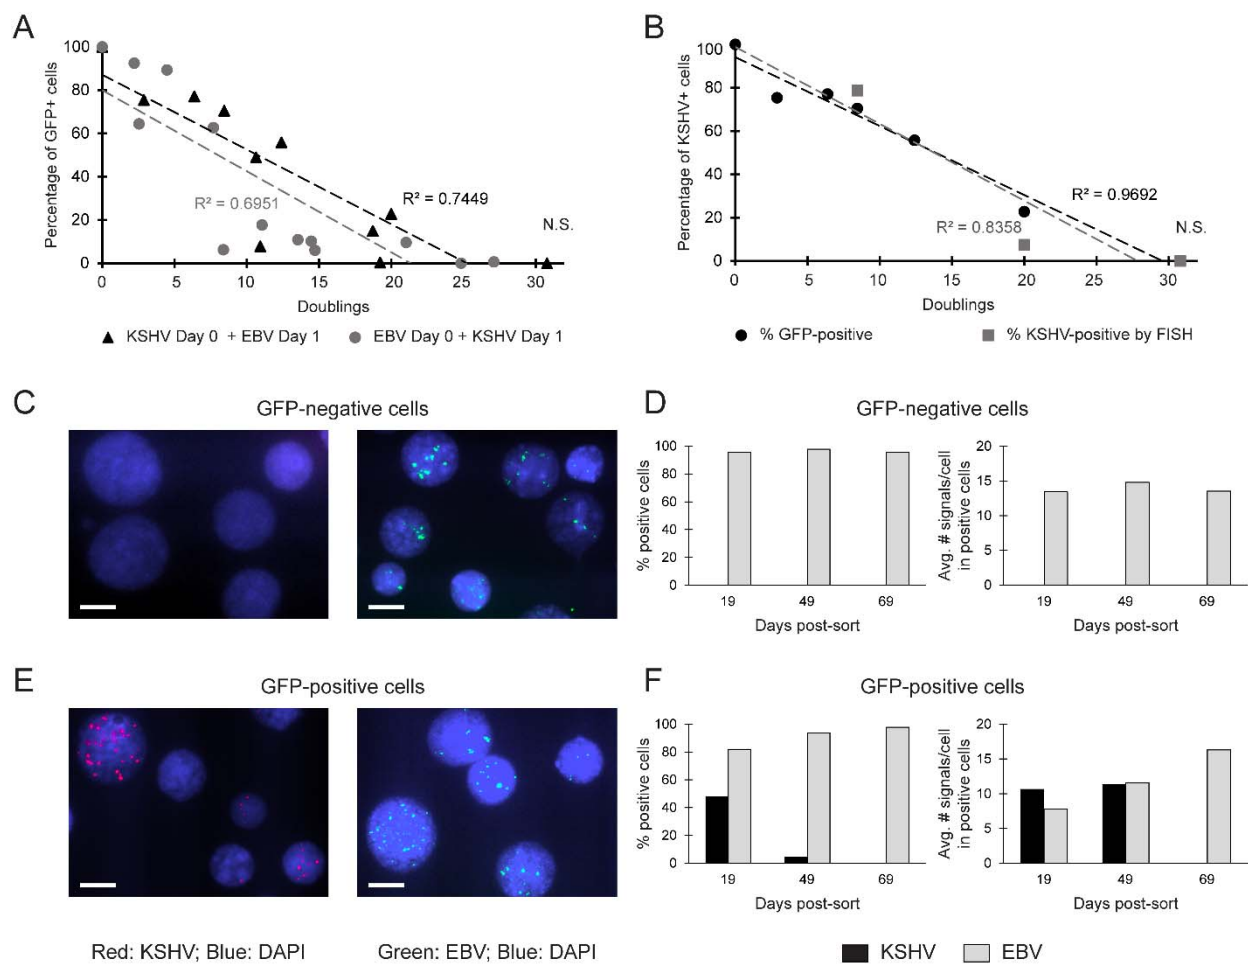 A
Percentage of GFP+ cells
100
80
60
40
20
0
0 5 10 15 20 25 30
R² = 0.6951
R² = 0.7449
N.S.
Doublings
KSHV Day 0 + EBV Day 1
EBV Day 0 + KSHV Day 1
B
Percentage of KSHV+ cells
100
80
60
40
20
0
0 5 10 15 20 25 30
R² = 0.9692
R² = 0.8358
N.S.
Doublings
% GFP-positive
% KSHV-positive by FISH
C
GFP-negative cells
D
GFP-negative cells
% positive cells
100
80
60
40
20
0
19 49 69
Days post-sort
Avg. # signals/cell
in positive cells
20
15
10
5
0
19 49 69
Days post-sort
E
GFP-positive cells
Red: KSHV; Blue: DAPI
Green: EBV; Blue: DAPI
F
GFP-positive cells
% positive cells
100
80
60
40
20
0
19 49 69
Days post-sort
Avg. # signals/cell
in positive cells
20
15
10
5
0
19 49 69
Days post-sort
KSHV
EBV